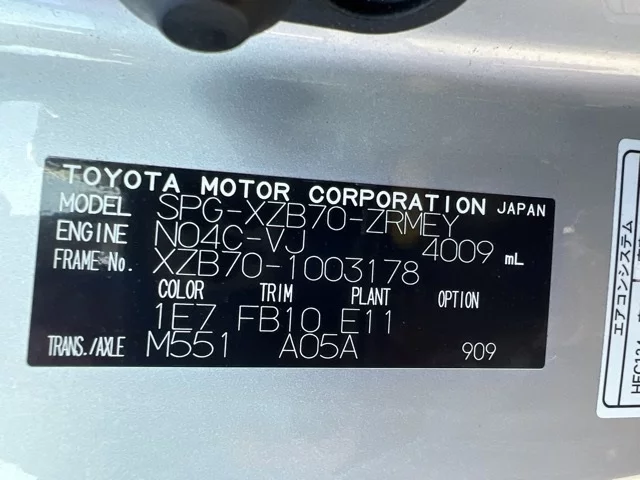 TOYOTA MOTOR CORPORATION JAPAN
MODEL SPG-XZB70-ZRMEY
ENGINE N04C-VJ 4009 mL
FRAME No. XZB70-1003178
COLOR TRIM PLANT OPTION
1E7 FB10 E11
TRANS./AXLE M551 A05A 909
エアコンシステム